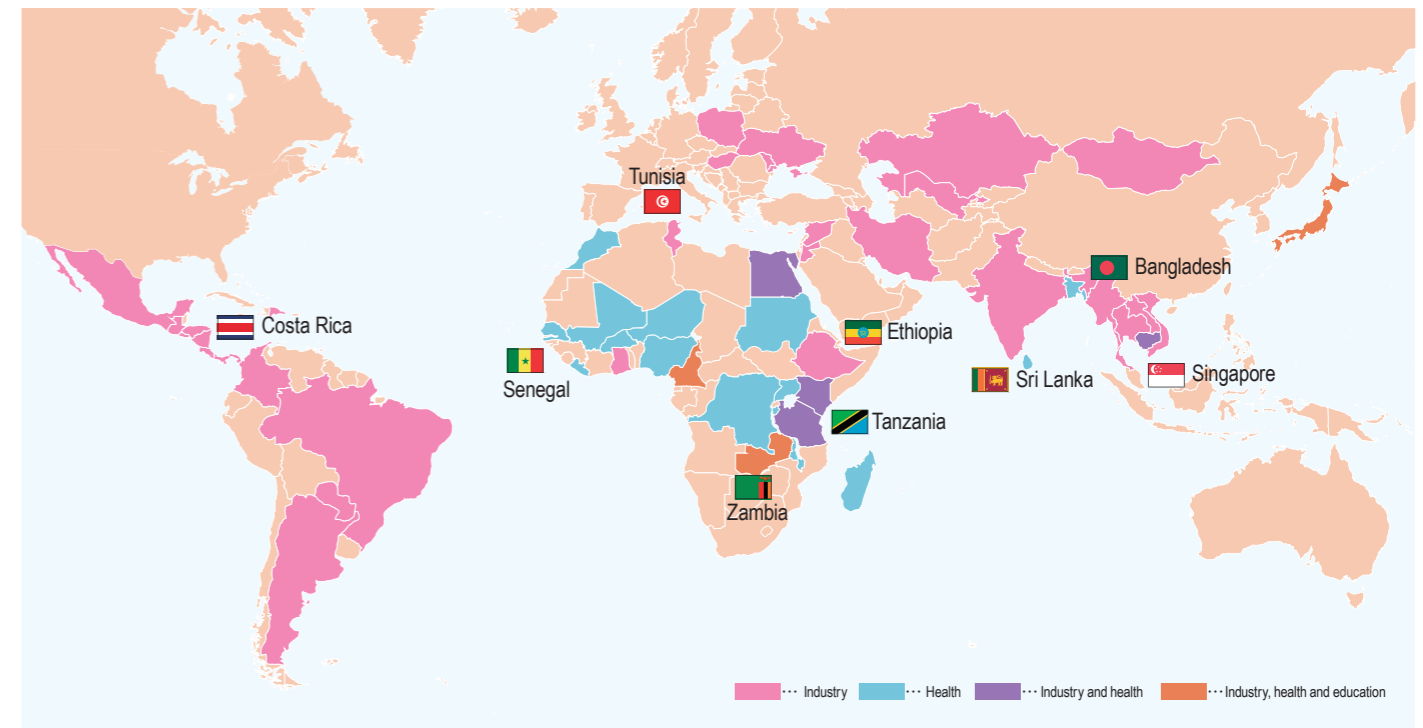 Tunisia
Bangladesh
Costa Rica
Ethiopia
Senegal
Sri Lanka
Singapore
Tanzania
Zambia
··· Industry
··· Health
··· Industry and health
··· Industry, health and education